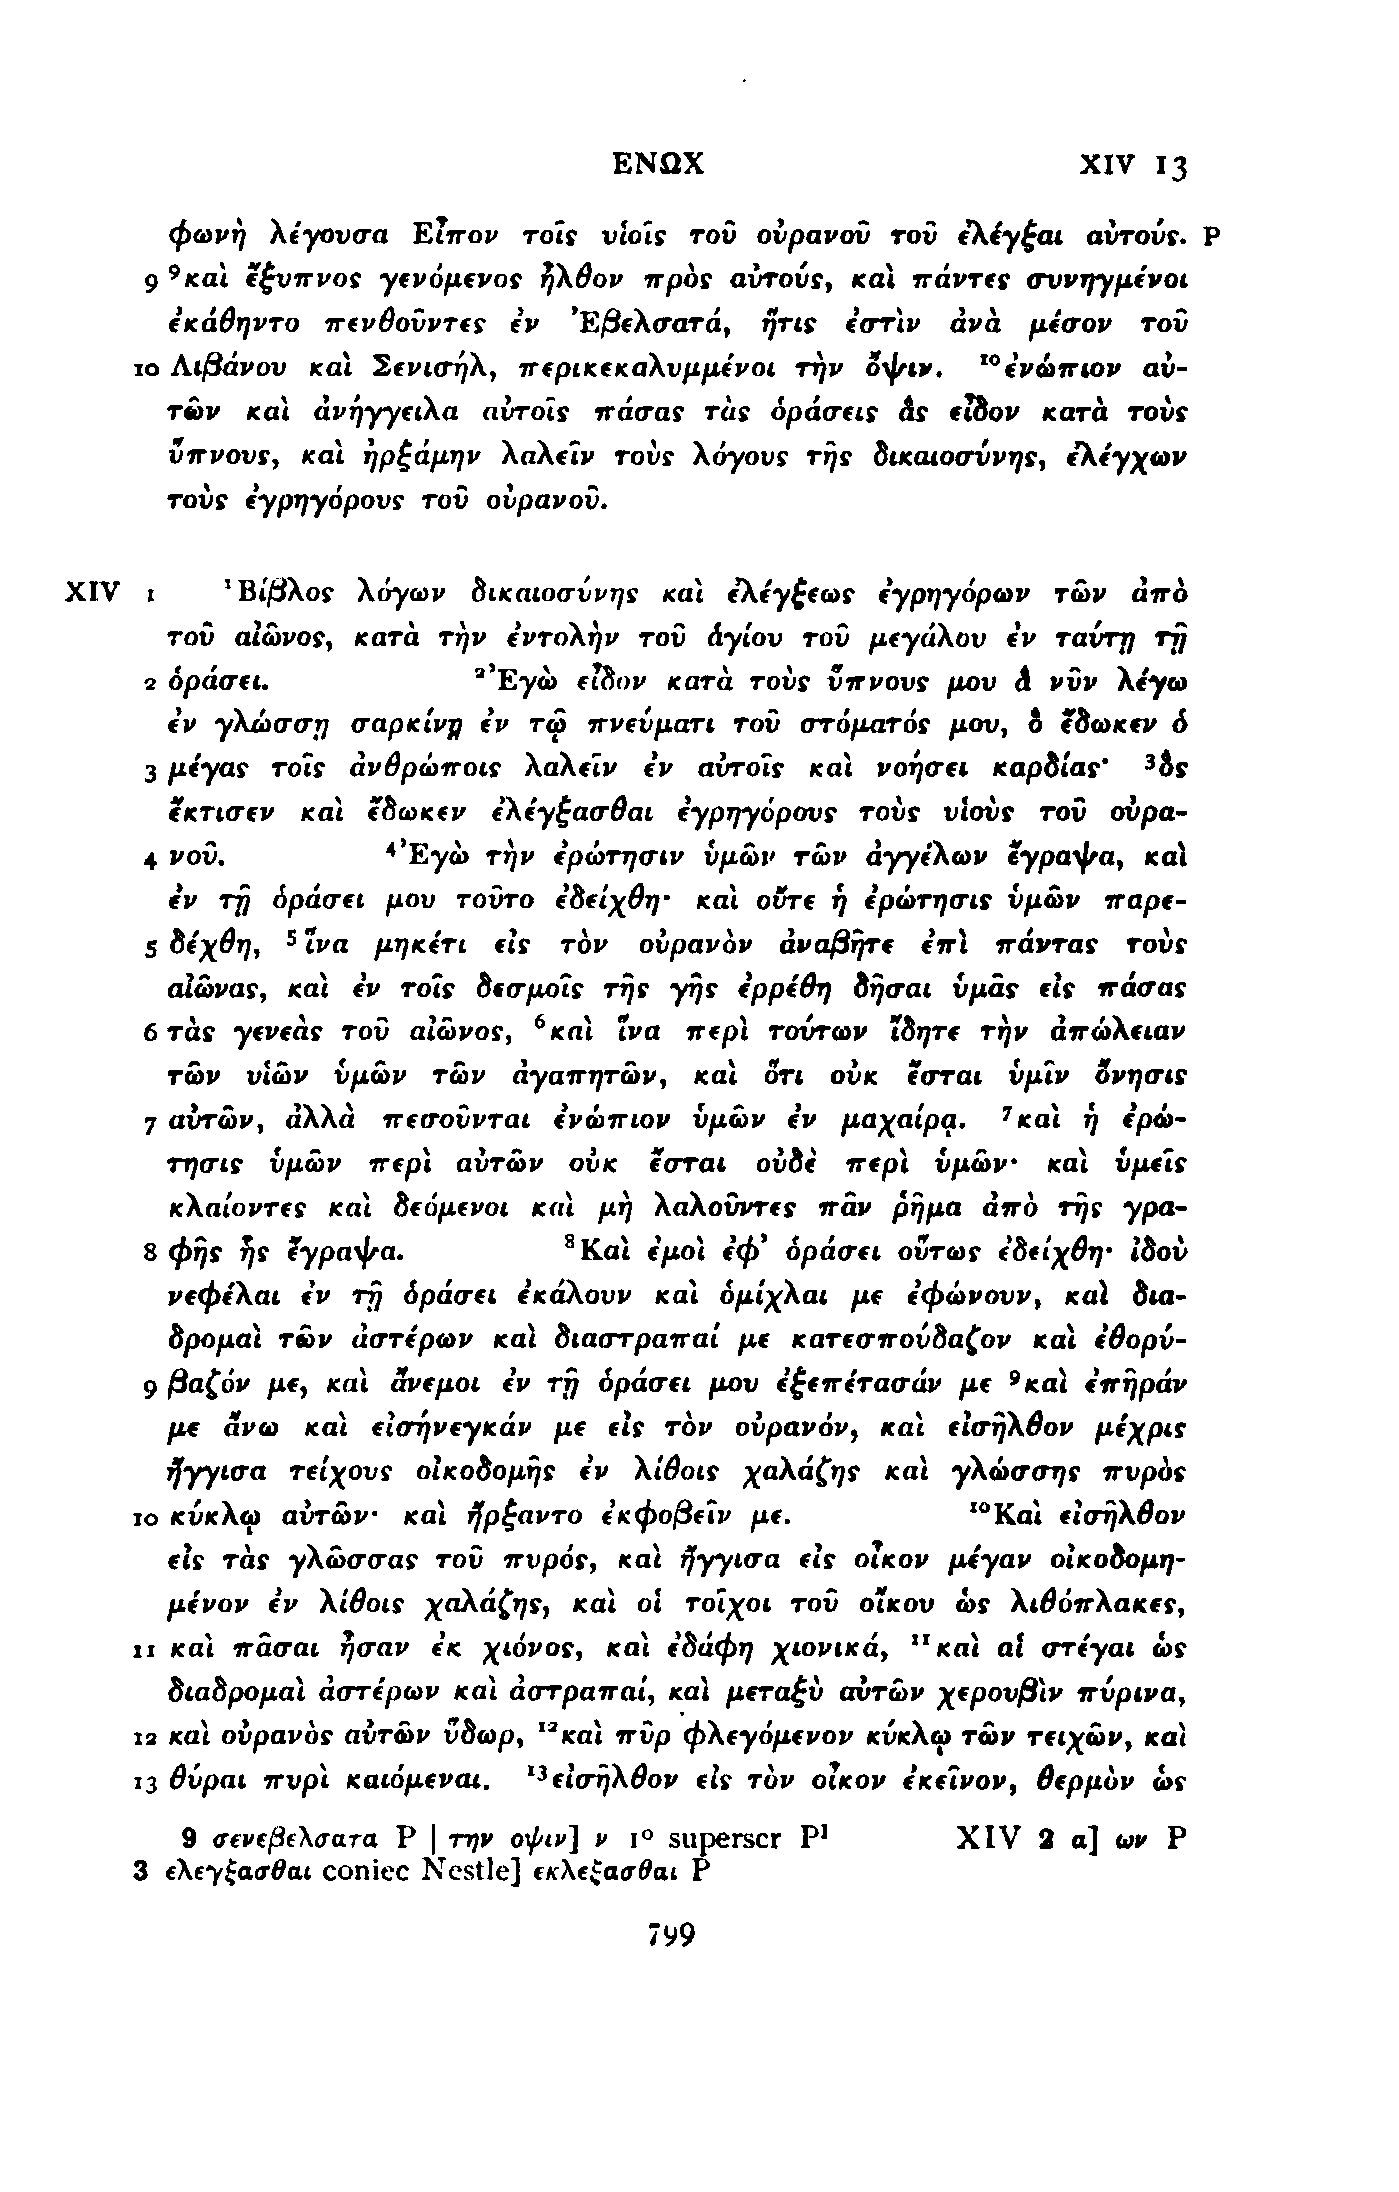 ΕΝΩΧ XIV 13
φωνὴ λέγουσα Εἶπον τοῖς υἱοῖς τοῦ οὐρανοῦ τοῦ ἐλέγξαι αὐτούς. P
9 ⁹καὶ ἔξυπνος γενόμενος ἦλθον πρὸς αὐτούς, καὶ πάντες συνηγμένοι
ἐκάθηντο πενθοῦντες ἐν Ἐβελσατά, ἥτις ἐστὶν ἀνὰ μέσον τοῦ
10 Λιβάνου καὶ Σενισήλ, περικεκαλυμμένοι τὴν ὄψιν. ¹⁰ἐνώπιον αὐ-
τῶν καὶ ἀνήγγειλα αὐτοῖς πάσας τὰς ὁράσεις ἃς εἶδον κατὰ τοὺς
ὕπνους, καὶ ἠρξάμην λαλεῖν τοὺς λόγους τῆς δικαιοσύνης, ἐλέγχων
τοὺς ἐγρηγόρους τοῦ οὐρανοῦ.
XIV 1 ¹Βίβλος λόγων δικαιοσύνης καὶ ἐλέγξεως ἐγρηγόρων τῶν ἀπὸ
τοῦ αἰῶνος, κατὰ τὴν ἐντολὴν τοῦ ἁγίου τοῦ μεγάλου ἐν ταύτῃ τῇ
2 ὁράσει. ²Ἐγὼ εἶδον κατὰ τοὺς ὕπνους μου ἃ νῦν λέγω
ἐν γλώσσῃ σαρκίνῃ ἐν τῷ πνεύματι τοῦ στόματός μου, ὃ ἔδωκεν ὁ
3 μέγας τοῖς ἀνθρώποις λαλεῖν ἐν αὐτοῖς καὶ νοήσει καρδίας· ³ὃς
ἔκτισεν καὶ ἔδωκεν ἐλέγξασθαι ἐγρηγόρους τοὺς υἱοὺς τοῦ οὐρα-
4 νοῦ. ⁴Ἐγὼ τὴν ἐρώτησιν ὑμῶν τῶν ἀγγέλων ἔγραψα, καὶ
ἐν τῇ ὁράσει μου τοῦτο ἐδείχθη· καὶ οὔτε ἡ ἐρώτησις ὑμῶν παρε-
5 δέχθη, ⁵ἵνα μηκέτι εἰς τὸν οὐρανὸν ἀναβῆτε ἐπὶ πάντας τοὺς
αἰῶνας, καὶ ἐν τοῖς δεσμοῖς τῆς γῆς ἐρρέθη δῆσαι ὑμᾶς εἰς πάσας
6 τὰς γενεὰς τοῦ αἰῶνος, ⁶καὶ ἵνα περὶ τούτων ἴδητε τὴν ἀπώλειαν
τῶν υἱῶν ὑμῶν τῶν ἀγαπητῶν, καὶ ὅτι οὐκ ἔσται ὑμῖν ὄνησις
7 αὐτῶν, ἀλλὰ πεσοῦνται ἐνώπιον ὑμῶν ἐν μαχαίρᾳ. ⁷καὶ ἡ ἐρώ-
τησις ὑμῶν περὶ αὐτῶν οὐκ ἔσται οὐδὲ περὶ ὑμῶν· καὶ ὑμεῖς
κλαίοντες καὶ δεόμενοι καὶ μὴ λαλοῦντες πᾶν ῥῆμα ἀπὸ τῆς γρα-
8 φῆς ἧς ἔγραψα. ⁸Καὶ ἐμοὶ ἐφ’ ὁράσει οὕτως ἐδείχθη· ἰδοὺ
νεφέλαι ἐν τῇ ὁράσει ἐκάλουν καὶ ὁμίχλαι με ἐφώνουν, καὶ δια-
δρομαὶ τῶν ἀστέρων καὶ διαστραπαί με κατεσπούδαζον καὶ ἐθορύ-
9 βαζόν με, καὶ ἄνεμοι ἐν τῇ ὁράσει μου ἐξεπέτασάν με ⁹καὶ ἐπῆράν
με ἄνω καὶ εἰσήνεγκάν με εἰς τὸν οὐρανόν, καὶ εἰσῆλθον μέχρις
ἤγγισα τείχους οἰκοδομῆς ἐν λίθοις χαλάζης καὶ γλώσσης πυρὸς
10 κύκλῳ αὐτῶν· καὶ ἤρξαντο ἐκφοβεῖν με. ¹⁰Καὶ εἰσῆλθον
εἰς τὰς γλῶσσας τοῦ πυρός, καὶ ἤγγισα εἰς οἶκον μέγαν οἰκοδομη-
μένον ἐν λίθοις χαλάζης, καὶ οἱ τοῖχοι τοῦ οἴκου ὡς λιθόπλακες,
11 καὶ πᾶσαι ἦσαν ἐκ χιόνος, καὶ ἐδάφη χιονικά, ¹¹καὶ αἱ στέγαι ὡς
διαδρομαὶ ἀστέρων καὶ ἀστραπαί, καὶ μεταξὺ αὐτῶν χερουβὶν πύρινα,
12 καὶ οὐρανὸς αὐτῶν ὕδωρ, ¹²καὶ πῦρ φλεγόμενον κύκλῳ τῶν τειχῶν, καὶ
13 θύραι πυρὶ καιόμεναι. ¹³εἰσῆλθον εἰς τὸν οἶκον ἐκεῖνον, θερμὸν ὡς
9 σενεβελσατα P | την οψιν] ν 1° superscr P¹ XIV 2 α] ων P
3 ελεγξασθαι coniec Nestle] εκλεξασθαι P
799